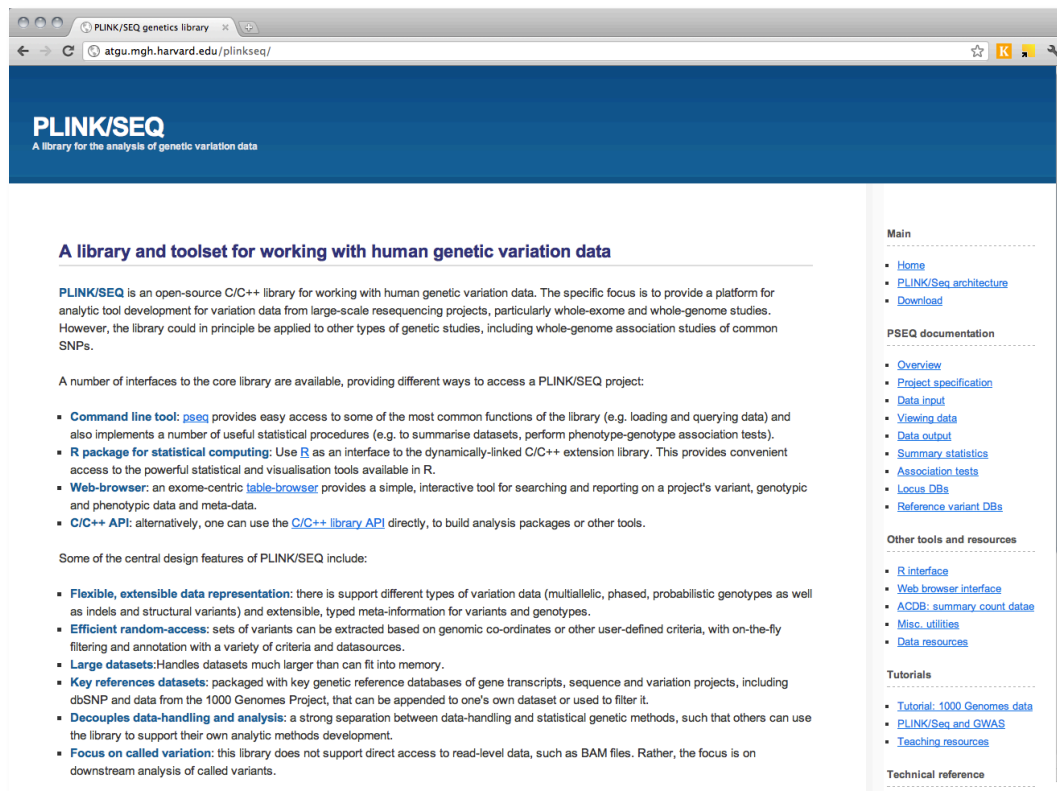 PLINK/SEQ genetics library
atgu.mgh.harvard.edu/plinkseq/
K
PLINK/SEQ
A library for the analysis of genetic variation data
A library and toolset for working with human genetic variation data
PLINK/SEQ is an open-source C/C++ library for working with human genetic variation data. The specific focus is to provide a platform for
analytic tool development for variation data from large-scale resequencing projects, particularly whole-exome and whole-genome studies.
However, the library could in principle be applied to other types of genetic studies, including whole-genome association studies of common
SNPs.
A number of interfaces to the core library are available, providing different ways to access a PLINK/SEQ project:
Command line tool: pseq provides easy access to some of the most common functions of the library (e.g. loading and querying data) and
also implements a number of useful statistical procedures (e.g. to summarise datasets, perform phenotype-genotype association tests).
R package for statistical computing: Use R as an interface to the dynamically-linked C/C++ extension library. This provides convenient
access to the powerful statistical and visualisation tools available in R.
Web-browser: an exome-centric table-browser provides a simple, interactive tool for searching and reporting on a project's variant, genotypic
and phenotypic data and meta-data.
C/C++ API: alternatively, one can use the C/C++ library API directly, to build analysis packages or other tools.
Some of the central design features of PLINK/SEQ include:
Flexible, extensible data representation: there is support different types of variation data (multiallelic, phased, probabilistic genotypes as well
as indels and structural variants) and extensible, typed meta-information for variants and genotypes.
Efficient random-access: sets of variants can be extracted based on genomic co-ordinates or other user-defined criteria, with on-the-fly
filtering and annotation with a variety of criteria and datasources.
Large datasets:Handles datasets much larger than can fit into memory.
Key references datasets: packaged with key genetic reference databases of gene transcripts, sequence and variation projects, including
dbSNP and data from the 1000 Genomes Project, that can be appended to one's own dataset or used to filter it.
Decouples data-handling and analysis: a strong separation between data-handling and statistical genetic methods, such that others can use
the library to support their own analytic methods development.
Focus on called variation: this library does not support direct access to read-level data, such as BAM files. Rather, the focus is on
downstream analysis of called variants.
Main
Home
PLINK/Seq architecture
Download
PSEQ documentation
Overview
Project specification
Data input
Viewing data
Data output
Summary statistics
Association tests
Locus DBs
Reference variant DBs
Other tools and resources
R interface
Web browser interface
ACDB: summary count datae
Misc. utilities
Data resources
Tutorials
Tutorial: 1000 Genomes data
PLINK/Seq and GWAS
Teaching resources
Technical reference